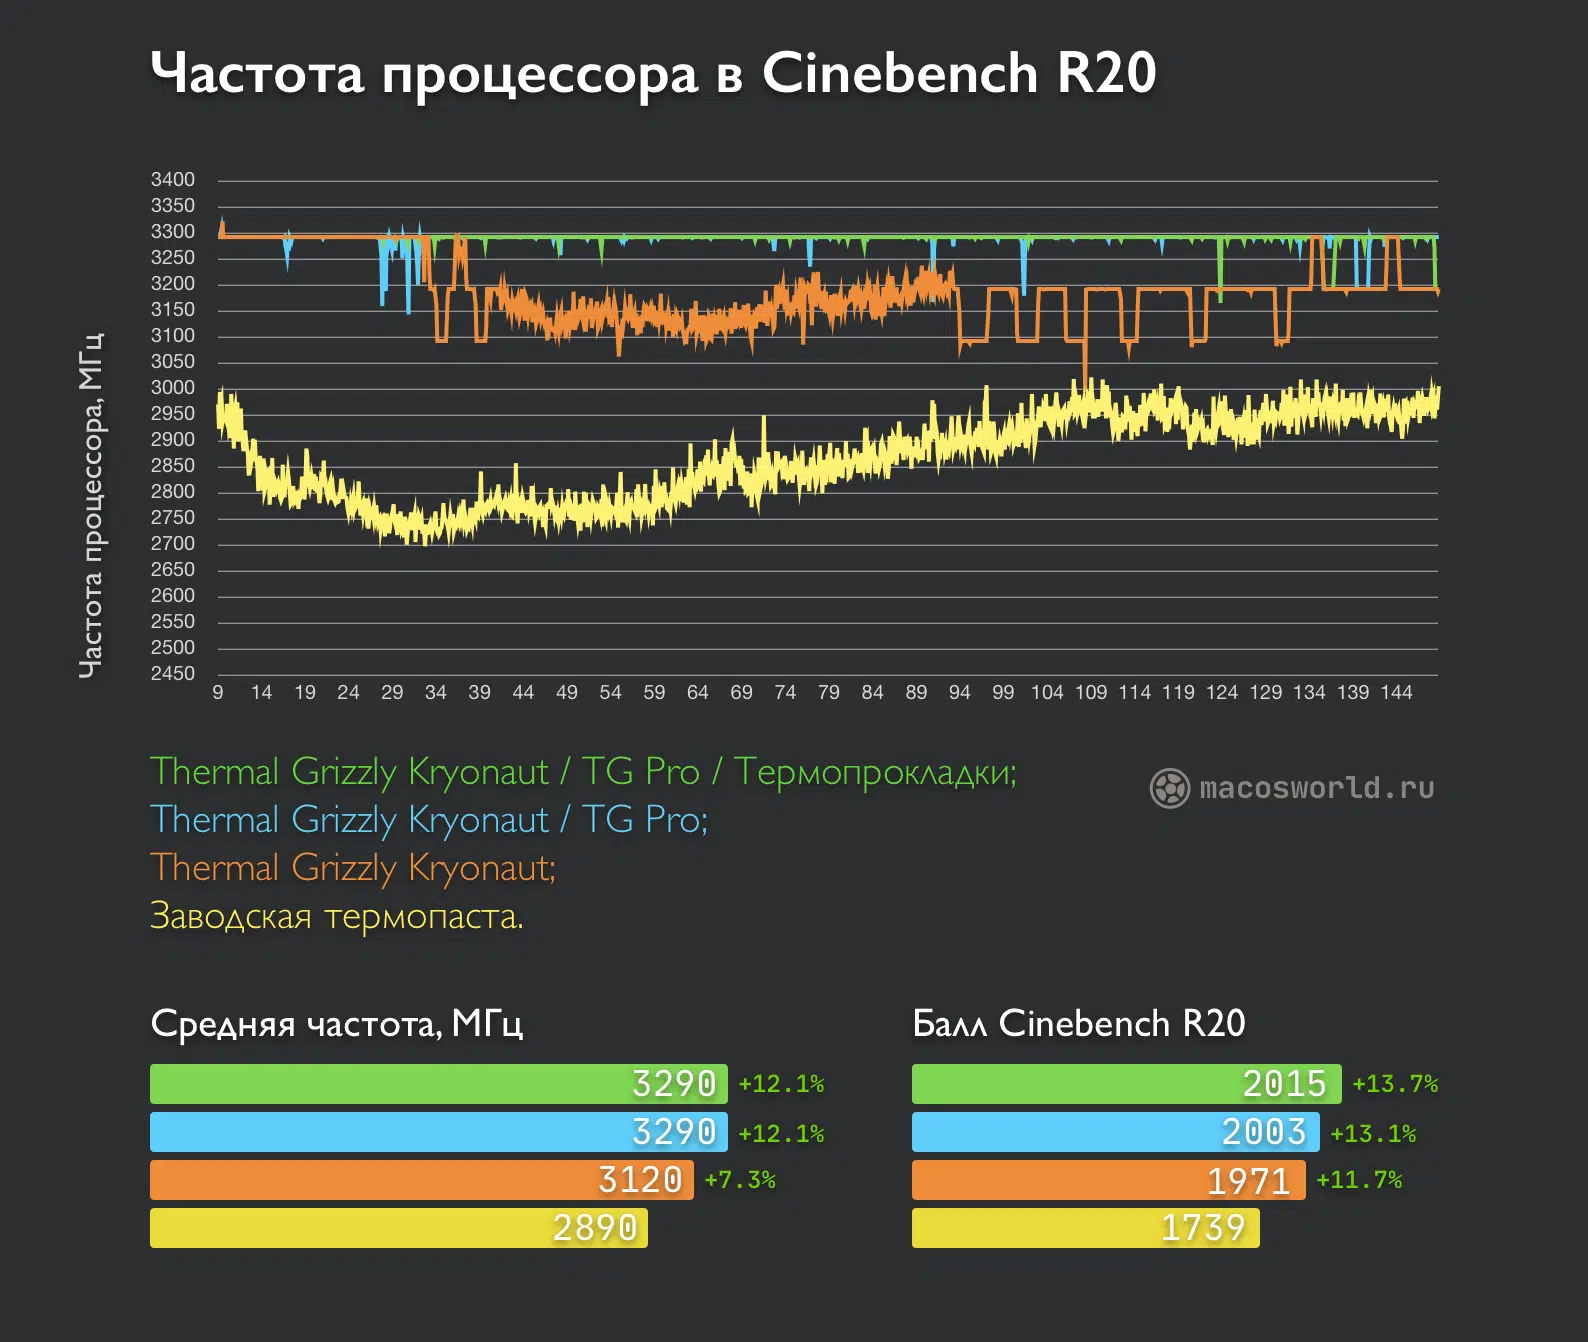 Частота процессора в Cinebench R20
3400
3350
3300
3250
3200
3150
3100
3050
3000
2950
2900
2850
2800
2750
2700
2650
2600
2550
2500
2450
Частота процессора, МГц
9 14 19 24 29 34 39 44 49 54 59 64 69 74 79 84 89 94 99 104 109 114 119 124 129 134 139 144
Thermal Grizzly Kryonaut / TG Pro / Термопрокладки;
Thermal Grizzly Kryonaut / TG Pro;
Thermal Grizzly Kryonaut;
Заводская термопаста.
macosworld.ru
Средняя частота, МГц
3290 +12.1%
3290 +12.1%
3120 +7.3%
2890
Балл Cinebench R20
2015 +13.7%
2003 +13.1%
1971 +11.7%
1739